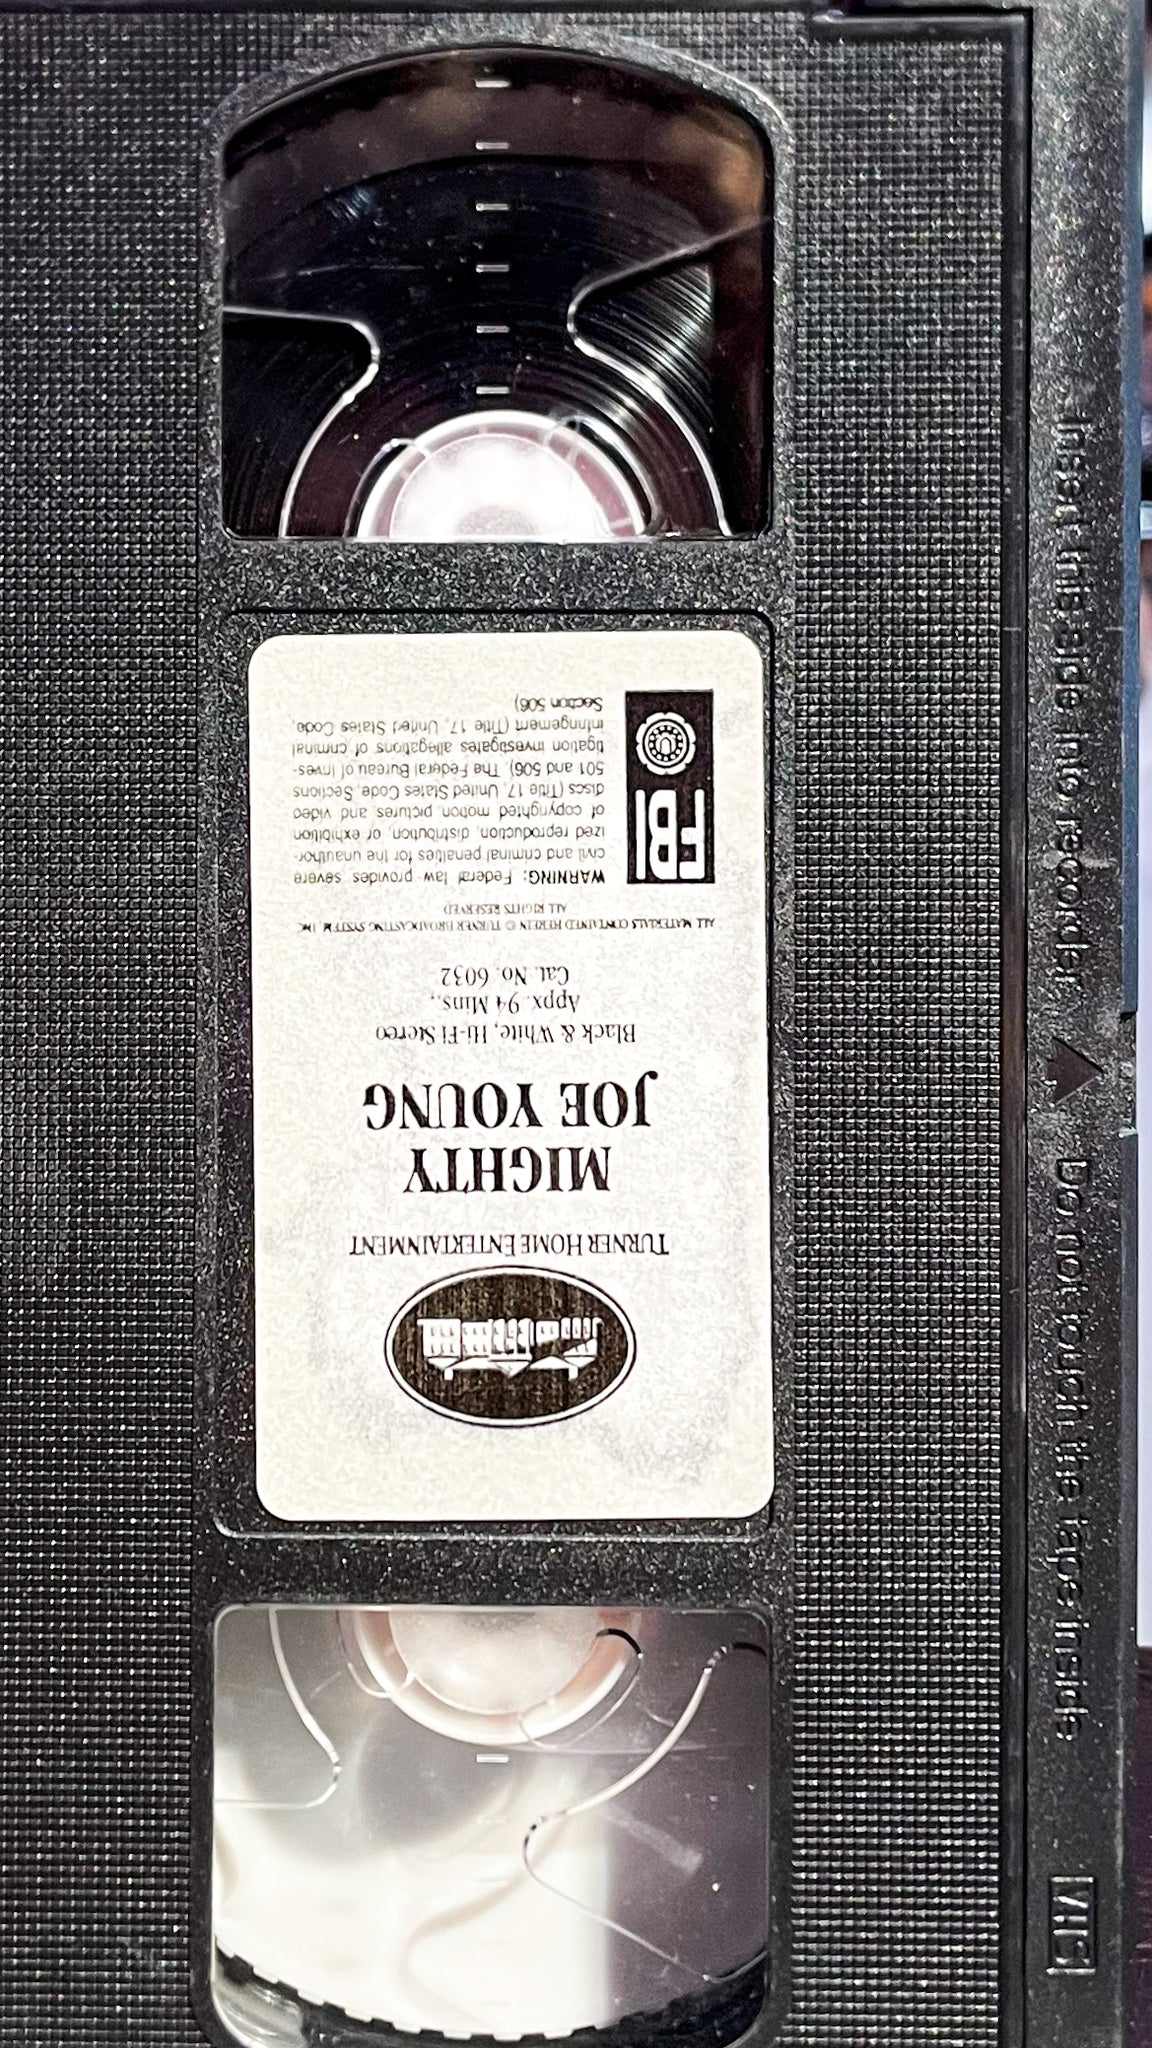 TURNER HOME ENTERTAINMENT
MIGHTY
JOE YOUNG
Black & White, Hi-Fi Stereo
Appx. 94 Mins.,
Cat. No. 6032
ALL MATERIALS CONTAINED HEREIN © TURNER BROADCASTING SYSTEM, INC.
ALL RIGHTS RESERVED
FBI
WARNING: Federal law provides severe
civil and criminal penalties for the unauthor-
ized reproduction, distribution, or exhibition
of copyrighted motion pictures and video
discs (Title 17, United States Code, Sections
501 and 506). The Federal Bureau of Inves-
tigation investigates allegations of criminal
infringement (Title 17, United States Code,
Section 506)
Insert this side into recorder
Do not touch the tape inside
VHS